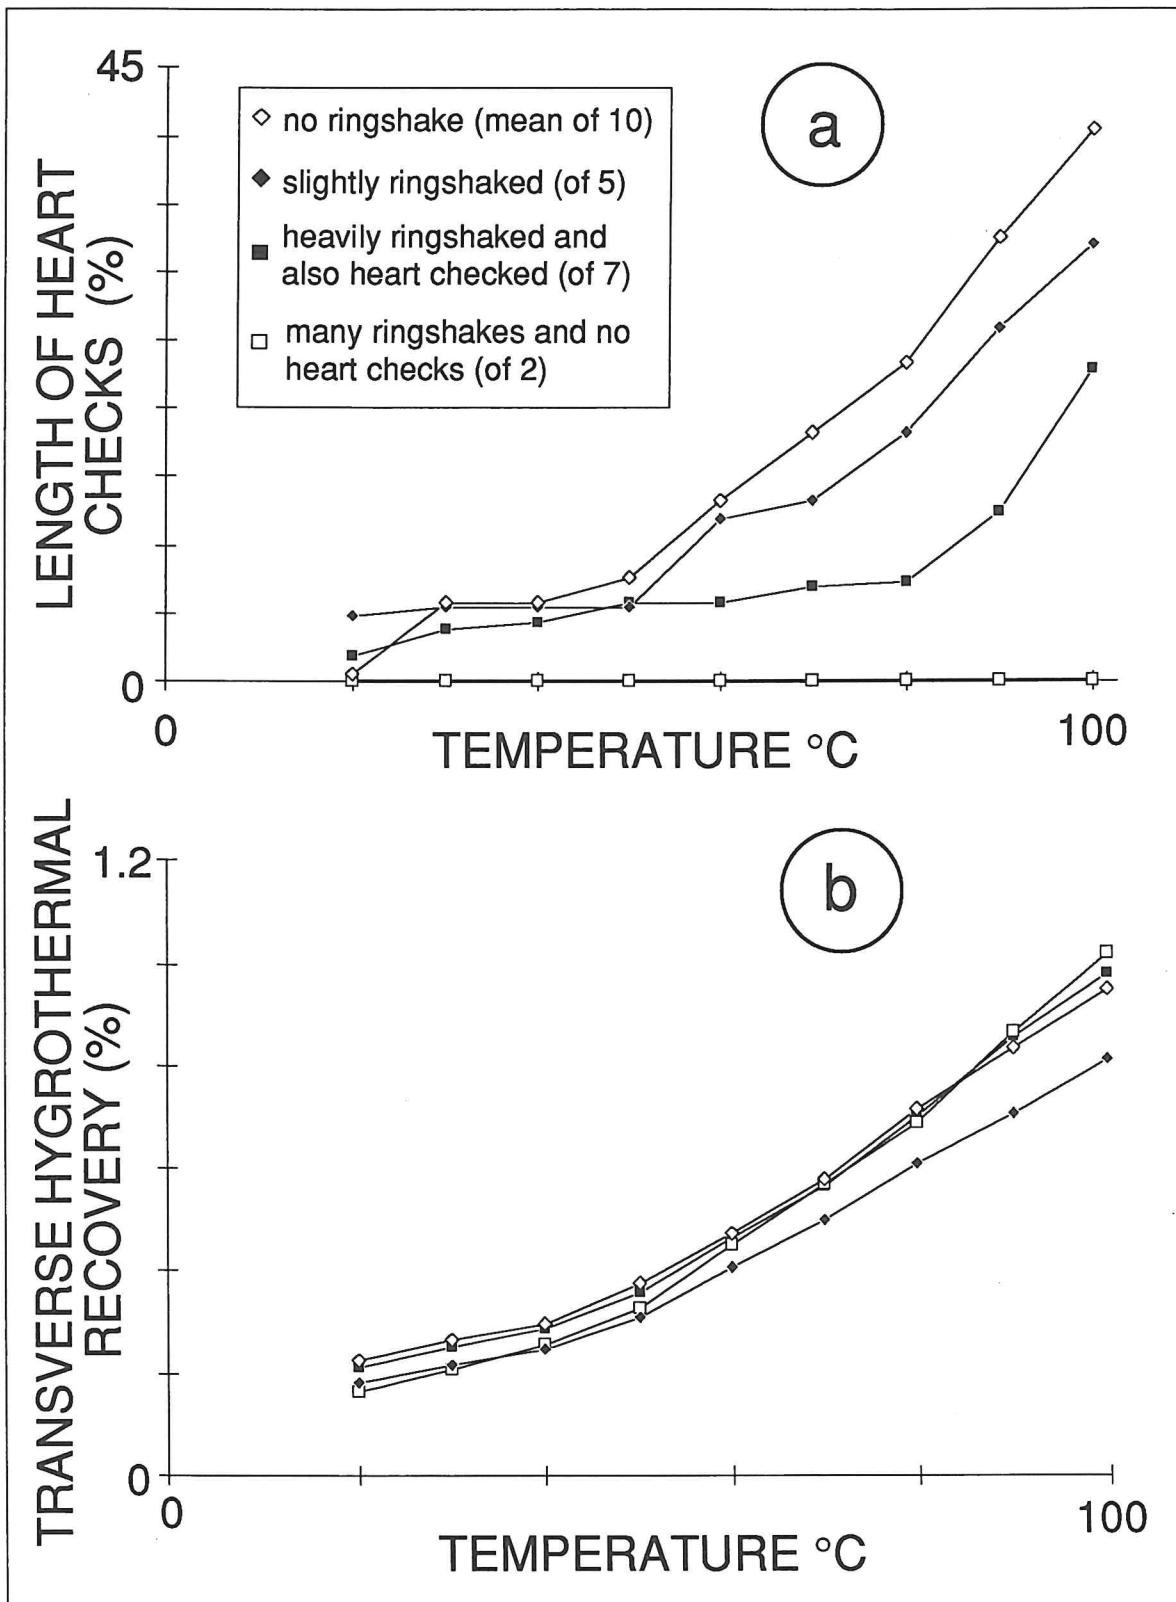 45
a
no ringshake (mean of 10)
slightly ringshaked (of 5)
heavily ringshaked and
also heart checked (of 7)
many ringshakes and no
heart checks (of 2)
LENGTH OF HEART
CHECKS (%)
0
0
100
TEMPERATURE °C
1.2
b
TRANSVERSE HYGROTHERMAL
RECOVERY (%)
0
0
100
TEMPERATURE °C